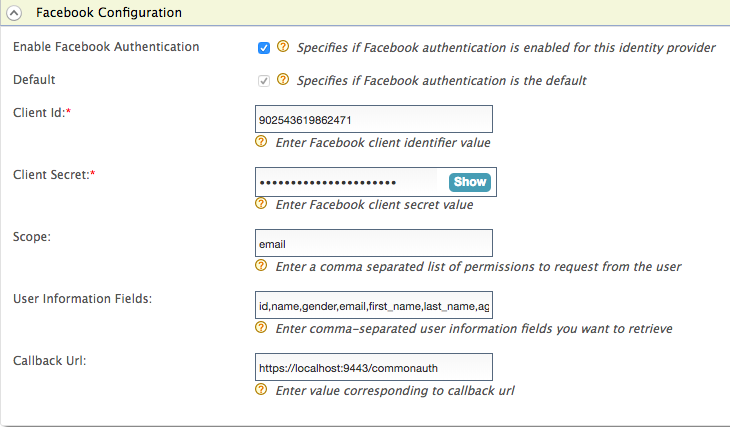 Facebook Configuration
Enable Facebook Authentication
Specifies if Facebook authentication is enabled for this identity provider
Default
Specifies if Facebook authentication is the default
Client Id:*
902543619862471
Enter Facebook client identifier value
Client Secret:*
••••••••••••••••••••••
Show
Enter Facebook client secret value
Scope:
email
Enter a comma separated list of permissions to request from the user
User Information Fields:
id,name,gender,email,first_name,last_name,ag
Enter comma-separated user information fields you want to retrieve
Callback Url:
https://localhost:9443/commonauth
Enter value corresponding to callback url